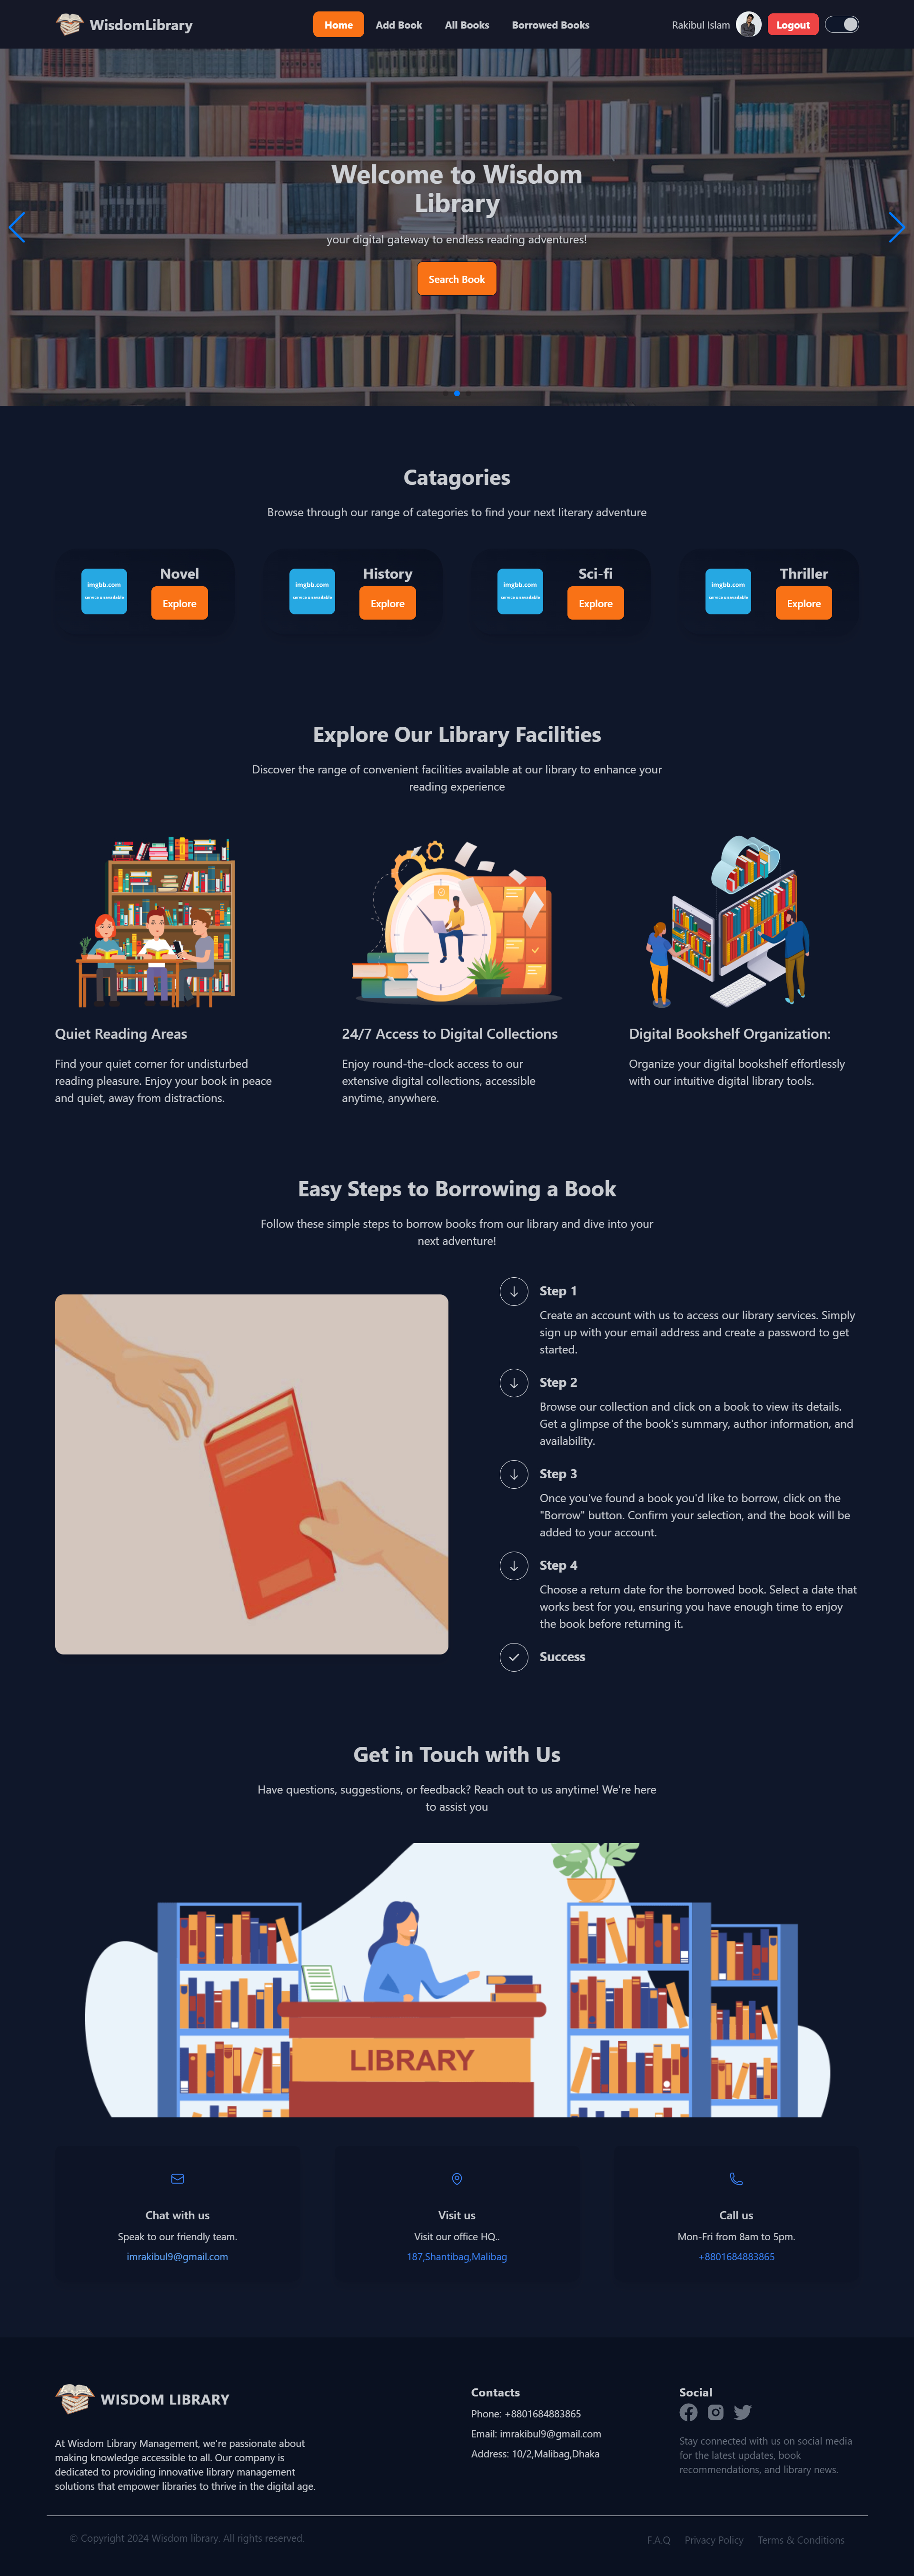 WisdomLibrary
Home
Add Book
All Books
Borrowed Books
Rakibul Islam
Logout
Welcome to Wisdom
Library
your digital gateway to endless reading adventures!
Search Book
Catagories
Browse through our range of categories to find your next literary adventure
imgbb.com
service unavailable
Novel
Explore
imgbb.com
service unavailable
History
Explore
imgbb.com
service unavailable
Sci-fi
Explore
imgbb.com
service unavailable
Thriller
Explore
Explore Our Library Facilities
Discover the range of convenient facilities available at our library to enhance your
reading experience
Quiet Reading Areas
Find your quiet corner for undisturbed
reading pleasure. Enjoy your book in peace
and quiet, away from distractions.
24/7 Access to Digital Collections
Enjoy round-the-clock access to our
extensive digital collections, accessible
anytime, anywhere.
Digital Bookshelf Organization:
Organize your digital bookshelf effortlessly
with our intuitive digital library tools.
Easy Steps to Borrowing a Book
Follow these simple steps to borrow books from our library and dive into your
next adventure!
Step 1
Create an account with us to access our library services. Simply
sign up with your email address and create a password to get
started.
Step 2
Browse our collection and click on a book to view its details.
Get a glimpse of the book's summary, author information, and
availability.
Step 3
Once you've found a book you'd like to borrow, click on the
"Borrow" button. Confirm your selection, and the book will be
added to your account.
Step 4
Choose a return date for the borrowed book. Select a date that
works best for you, ensuring you have enough time to enjoy
the book before returning it.
Success
Get in Touch with Us
Have questions, suggestions, or feedback? Reach out to us anytime! We're here
to assist you
LIBRARY
Chat with us
Speak to our friendly team.
imrakibul9@gmail.com
Visit us
Visit our office HQ..
187,Shantibag,Malibag
Call us
Mon-Fri from 8am to 5pm.
+8801684883865
WISDOM LIBRARY
At Wisdom Library Management, we're passionate about
making knowledge accessible to all. Our company is
dedicated to providing innovative library management
solutions that empower libraries to thrive in the digital age.
Contacts
Phone: +8801684883865
Email: imrakibul9@gmail.com
Address: 10/2,Malibag,Dhaka
Social
Stay connected with us on social media
for the latest updates, book
recommendations, and library news.
© Copyright 2024 Wisdom library. All rights reserved.
F.A.Q
Privacy Policy
Terms & Conditions